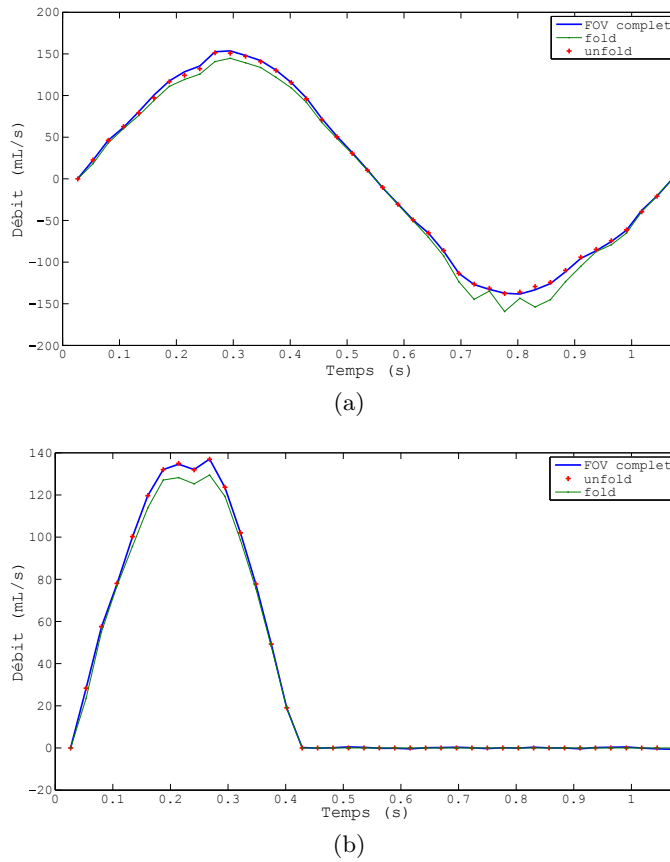 200
150
100
50
0
−50
−100
−150
−200
Débit (mL/s)
0 0.1 0.2 0.3 0.4 0.5 0.6 0.7 0.8 0.9 1
Temps (s)
FOV complet
fold
unfold
(a)
140
120
100
80
60
40
20
0
−20
Débit (mL/s)
0 0.1 0.2 0.3 0.4 0.5 0.6 0.7 0.8 0.9 1
Temps (s)
FOV complet
unfold
fold
(b)